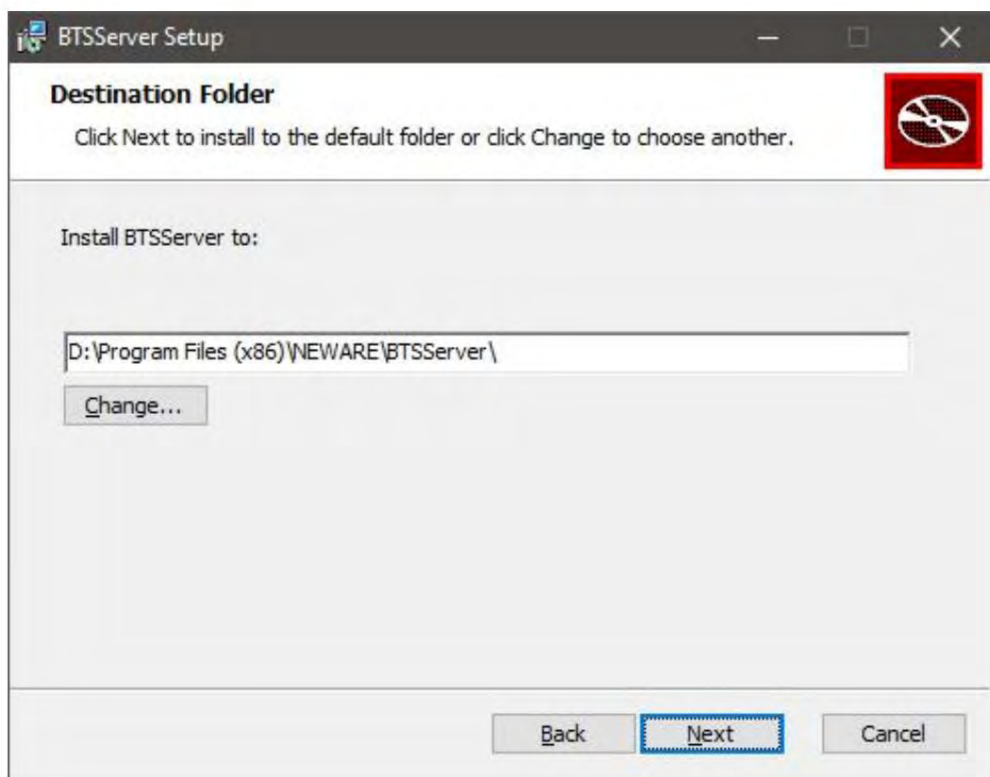 BTSServer Setup
Destination Folder
Click Next to install to the default folder or click Change to choose another.
Install BTSServer to:
D:\Program Files (x86)\NEWARE\BTSServer\
Change...
Back
Next
Cancel